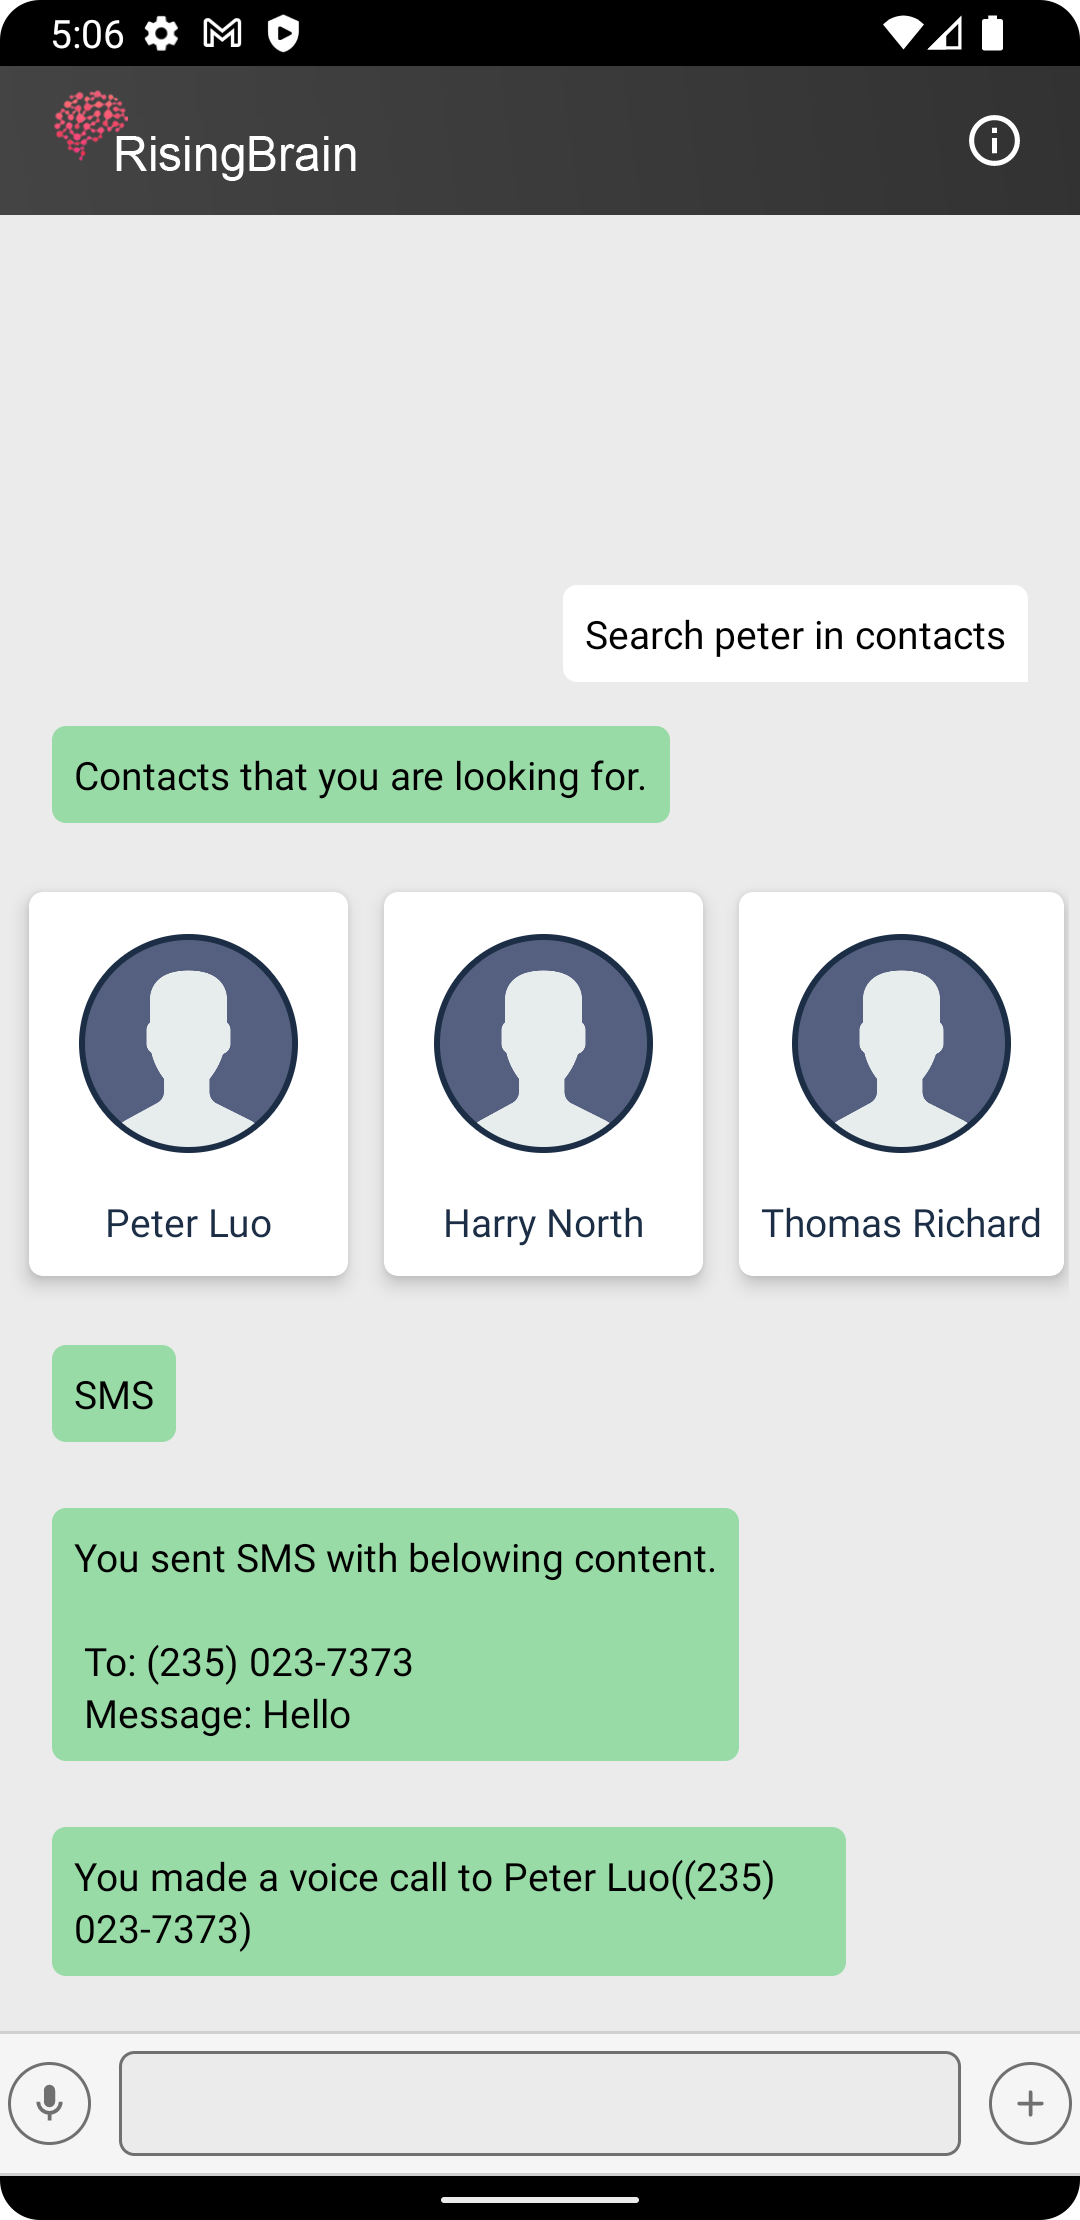 5:06
RisingBrain
Search peter in contacts
Contacts that you are looking for.
Peter Luo
Harry North
Thomas Richard
SMS
You sent SMS with belowing content.
To: (235) 023-7373
Message: Hello
You made a voice call to Peter Luo((235)
023-7373)